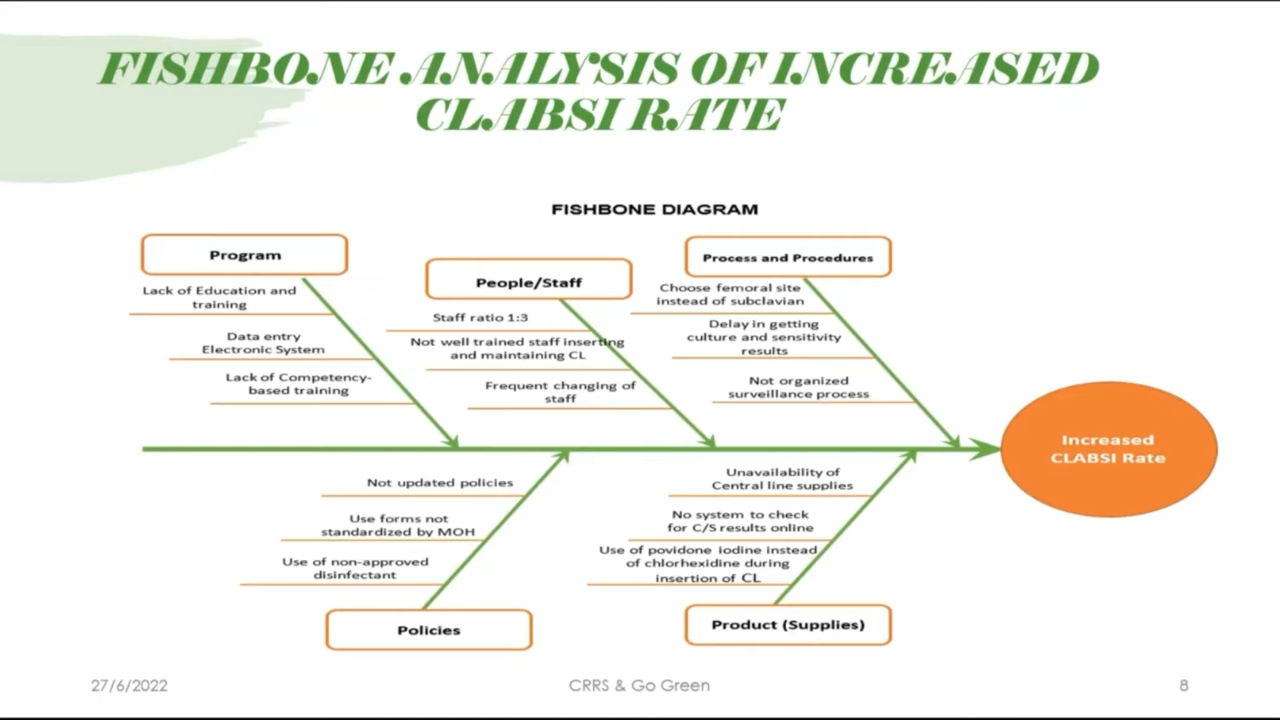 FISHBONE ANALYSIS OF INCREASED
CLABSI RATE
FISHBONE DIAGRAM
Program
Lack of Education and
training
Data entry
Electronic System
Lack of Competency-
based training
People/Staff
Staff ratio 1:3
Not well trained staff inserting
and maintaining CL
Frequent changing of
staff
Process and Procedures
Choose femoral site
instead of subclavian
Delay in getting
culture and sensitivity
results
Not organized
surveillance process
Increased
CLABSI Rate
Not updated policies
Use forms not
standardized by MOH
Use of non-approved
disinfectant
Policies
Unavailability of
Central line supplies
No system to check
for C/S results online
Use of povidone iodine instead
of chlorhexidine during
insertion of CL
Product (Supplies)
27/6/2022
CRRS & Go Green
8